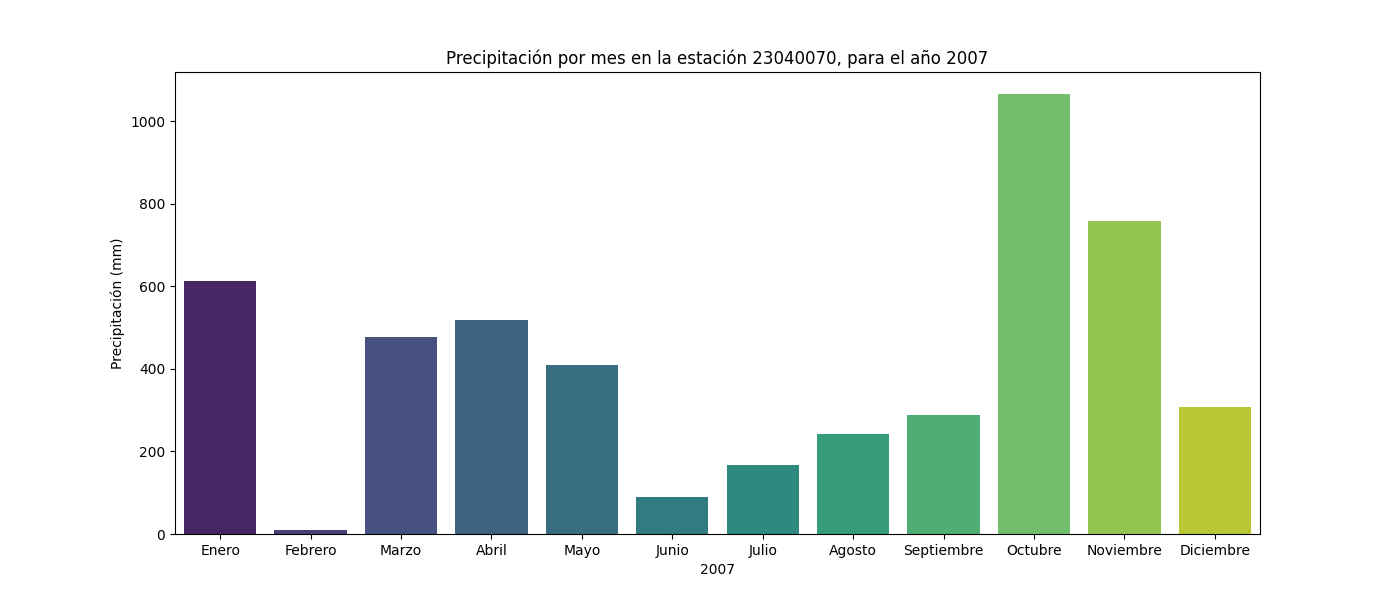 Precipitación por mes en la estación 23040070, para el año 2007
Precipitación (mm)
1000
800
600
400
200
0
Enero Febrero Marzo Abril Mayo Junio Julio Agosto Septiembre Octubre Noviembre Diciembre
2007